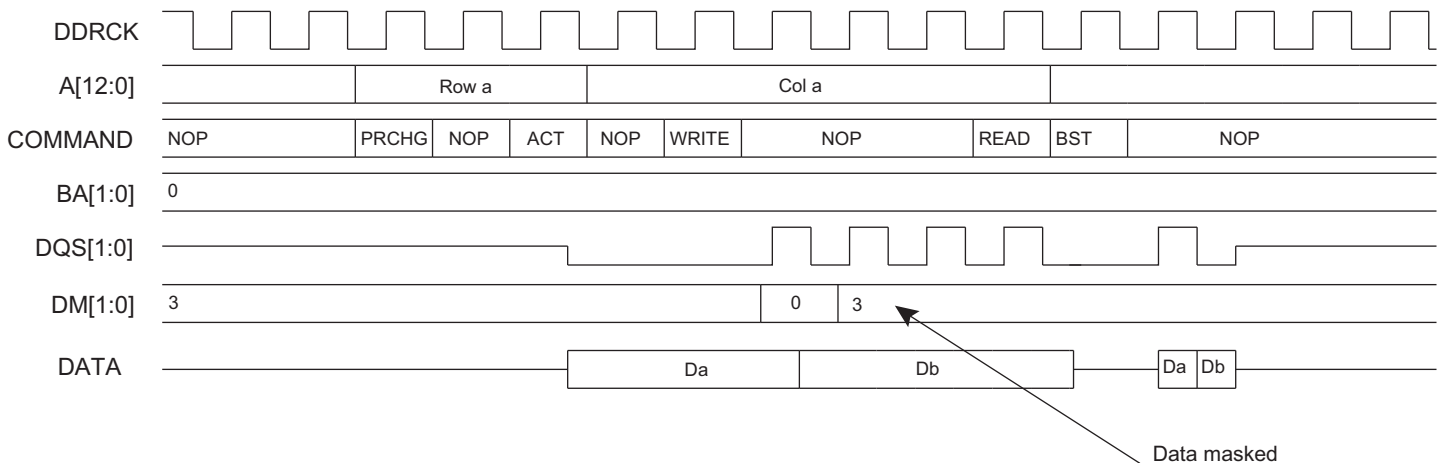 DDRCK
A[12:0] Row a Col a
COMMAND NOP PRCHG NOP ACT NOP WRITE NOP READ BST NOP
BA[1:0] 0
DQS[1:0]
DM[1:0] 3 0 3
DATA Da Db Da Db
Data masked